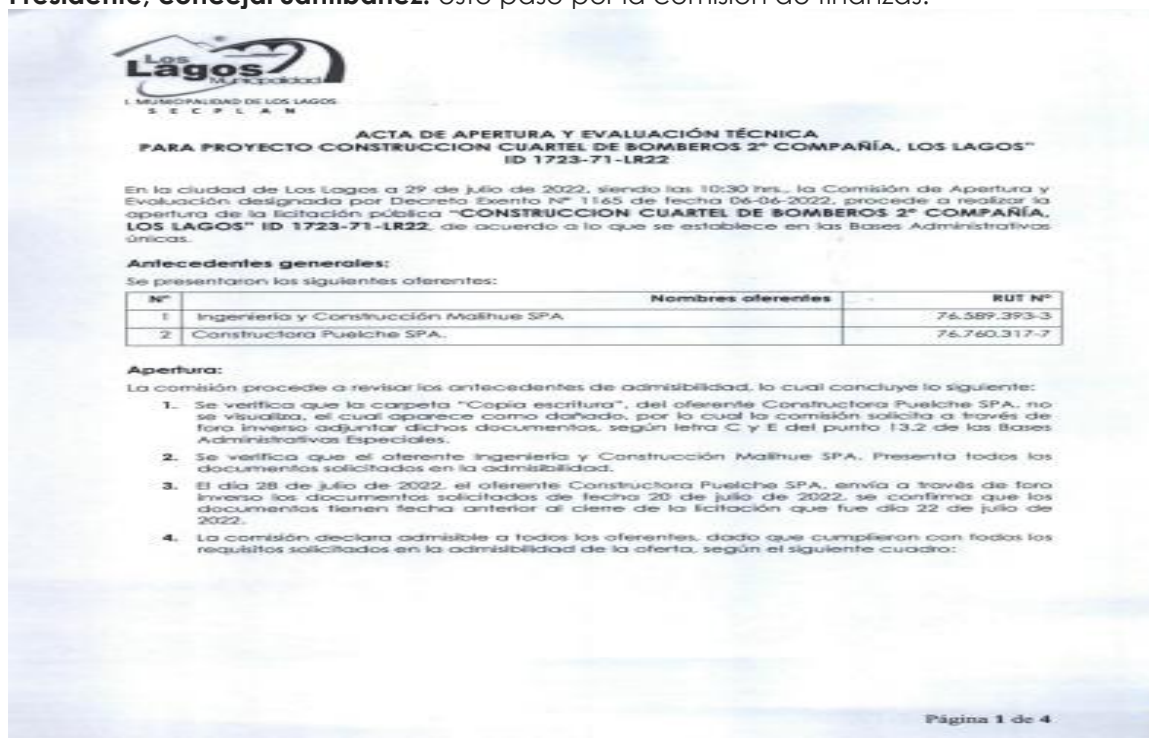 Presidente, Concejal Santibáñez: esto paso por la comisión de finanzas.
Los
Lagos
Municipalidad
I. MUNICIPALIDAD DE LOS LAGOS
S E C P L A N
ACTA DE APERTURA Y EVALUACIÓN TÉCNICA
PARA PROYECTO CONSTRUCCION CUARTEL DE BOMBEROS 2° COMPAÑÍA, LOS LAGOS"
ID 1723-71-LR22
En la ciudad de Los Lagos a 29 de julio de 2022, siendo las 10:30 hrs., la Comisión de Apertura y
Evaluación designada por Decreto Exento N° 1165 de fecha 06-06-2022, procede a realizar la
apertura de la licitación pública "CONSTRUCCION CUARTEL DE BOMBEROS 2° COMPAÑÍA,
LOS LAGOS" ID 1723-71-LR22, de acuerdo a lo que se establece en las Bases Administrativas
únicas.
Antecedentes generales:
Se presentaron los siguientes oferentes:
N° Nombres oferentes RUT N°
1 Ingeniería y Construcción Malihue SPA 76.589.393-3
2 Constructora Puelche SPA. 76.760.317-7
Apertura:
La comisión procede a revisar los antecedentes de admisibilidad, lo cual concluye lo siguiente:
1. Se verifica que la carpeta "Copia escritura", del oferente Constructora Puelche SPA, no
se visualiza, el cual aparece como dañado, por lo cual la comisión solicita a través de
foro inverso adjuntar dichos documentos, según letra C y E del punto 13.2 de las Bases
Administrativas Especiales.
2. Se verifica que el oferente Ingeniería y Construcción Malihue SPA. Presenta todos los
documentos solicitados en la admisibilidad.
3. El día 28 de julio de 2022, el oferente Constructora Puelche SPA, envía a través de foro
inverso los documentos solicitados de fecha 20 de julio de 2022, se confirma que los
documentos tienen fecha anterior al cierre de la licitación que fue día 22 de julio de
2022.
4. La comisión declara admisible a todos los oferentes, dado que cumplieron con todos los
requisitos solicitados en la admisibilidad de la oferta, según el siguiente cuadro:
Página 1 de 4